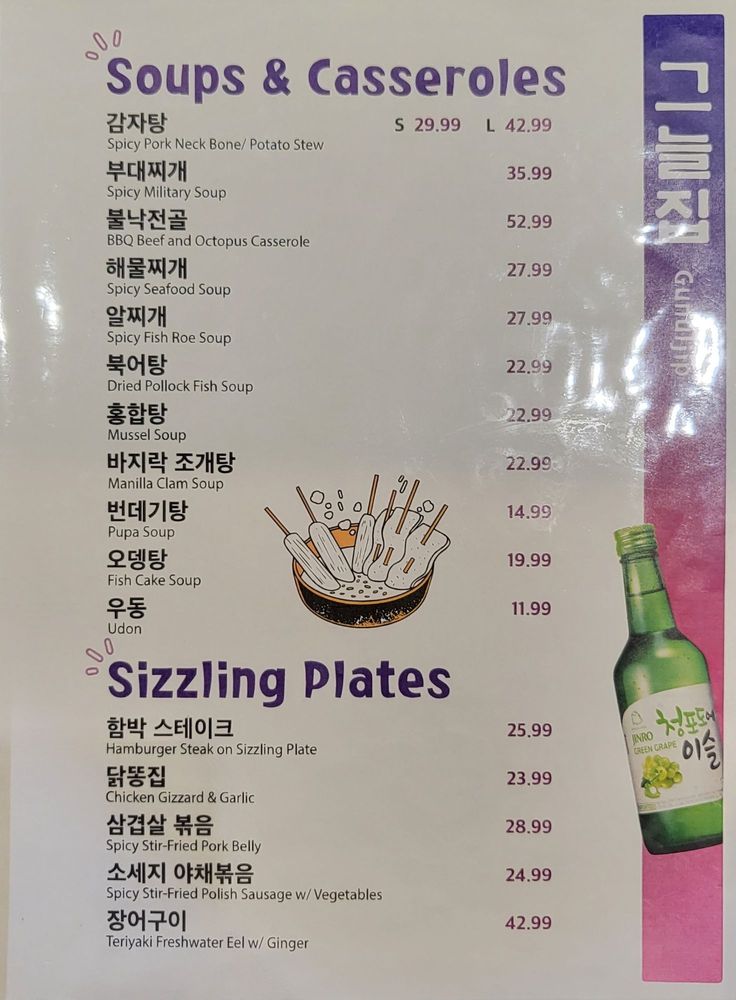 Soups & Casseroles
감자탕 S 29.99 L 42.99
Spicy Pork Neck Bone/ Potato Stew
부대찌개 35.99
Spicy Military Soup
불낙전골 52.99
BBQ Beef and Octopus Casserole
해물찌개 27.99
Spicy Seafood Soup
알찌개 27.99
Spicy Fish Roe Soup
북어탕 22.99
Dried Pollock Fish Soup
홍합탕 22.99
Mussel Soup
바지락 조개탕 22.99
Manilla Clam Soup
번데기탕 14.99
Pupa Soup
오뎅탕 19.99
Fish Cake Soup
우동 11.99
Udon
Sizzling Plates
함박 스테이크 25.99
Hamburger Steak on Sizzling Plate
닭똥집 23.99
Chicken Gizzard & Garlic
삼겹살 볶음 28.99
Spicy Stir-Fried Pork Belly
소세지 야채볶음 24.99
Spicy Stir-Fried Polish Sausage w/ Vegetables
장어구이 42.99
Teriyaki Freshwater Eel w/ Ginger
청포도에
이슬
JINRO
GREEN GRAPE